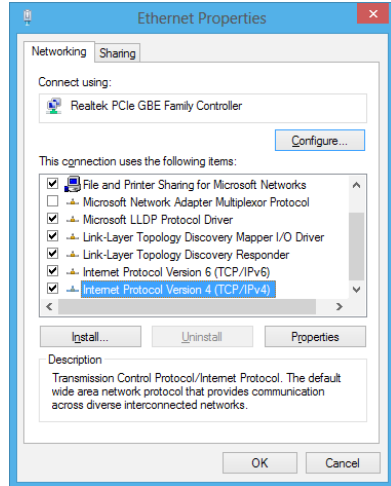 Ethernet Properties
Networking
Sharing
Connect using:
Realtek PCIe GBE Family Controller
Configure...
This connection uses the following items:
File and Printer Sharing for Microsoft Networks
Microsoft Network Adapter Multiplexor Protocol
Microsoft LLDP Protocol Driver
Link-Layer Topology Discovery Mapper I/O Driver
Link-Layer Topology Discovery Responder
Internet Protocol Version 6 (TCP/IPv6)
Internet Protocol Version 4 (TCP/IPv4)
Install...
Uninstall
Properties
Description
Transmission Control Protocol/Internet Protocol. The default
wide area network protocol that provides communication
across diverse interconnected networks.
OK
Cancel